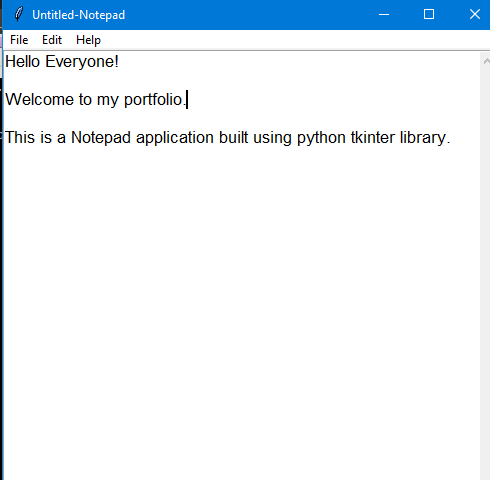 Untitled-Notepad
File Edit Help
Hello Everyone!
Welcome to my portfolio.
This is a Notepad application built using python tkinter library.